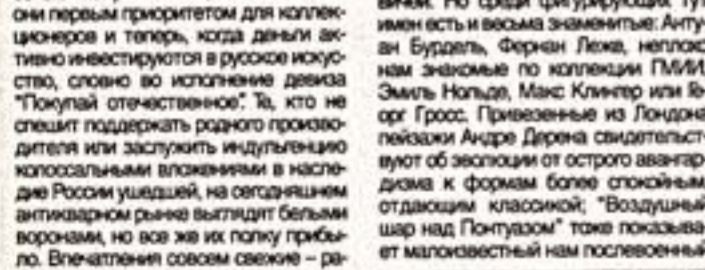 они первым приоритетом для коллек-
ционеров и теперь, когда деньги ак-
тивно инвестируются в русское искус-
ство, словно во исполнение девиза
"Покупай отечественное". Те, кто не
спешит поддержать родного произво-
дителя или заслужить индульгенцию
колоссальными вложениями в насле-
дие России ушедшей, на сегодняшнем
антикварном рынке выглядят белыми
воронами, но все же их полку прибы-
ло. Впечатления совсем свежие – ра-
вичей. Но среди фигурирующих тут
имен есть и весьма знаменитые: Анту-
ан Бурдель, Фернан Леже, неплохо
нам знакомые по коллекции ГМИИ,
Эмиль Нольде, Макс Клингер или Ге-
орг Гросс. Привезенные из Лондона
пейзажи Андре Дерена свидетельст-
вуют об эволюции от острого авангар-
дизма к формам более спокойным,
отдающим классикой; "Воздушный
шар над Понтуазом" тоже показыва-
ет малоизвестный нам послевоенный